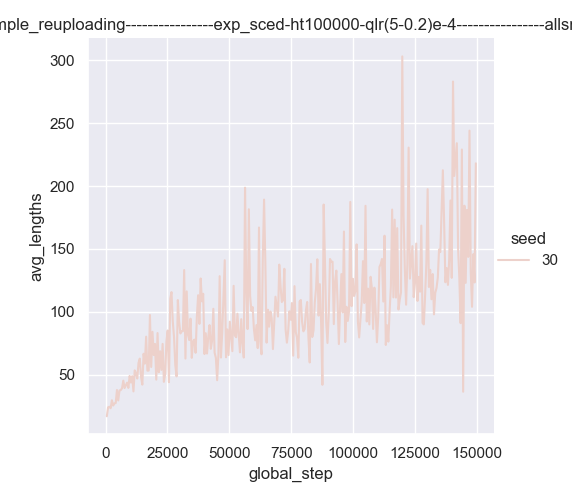 mple_reuploading----------------exp_sced-ht100000-qlr(5-0.2)e-4----------------allsr
300
250
200
150
100
50
avg_lengths
0 25000 50000 75000 100000 125000 150000
global_step
seed
30